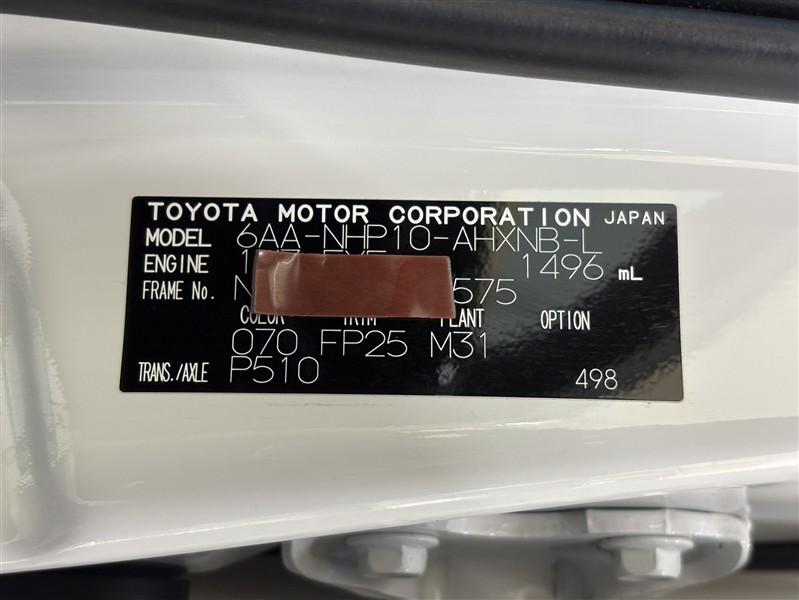 TOYOTA MOTOR CORPORATION JAPAN
MODEL 6AA-NHP10-AHXNB-L
ENGINE 1496 mL
FRAME No. N 575
COLOR TRIM PLANT OPTION
070 FP25 M31
TRANS./AXLE P510 498